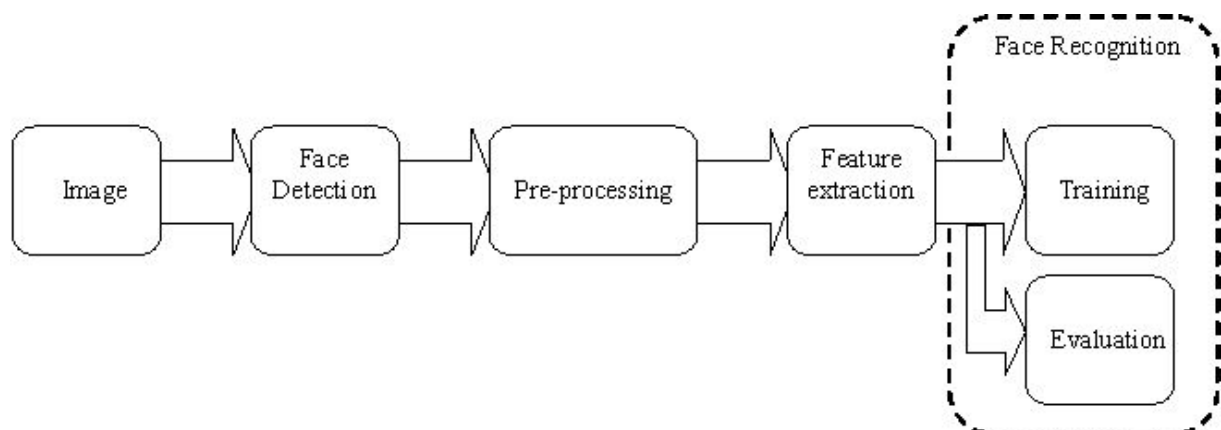 Face Recognition
Image
Face
Detection
Pre-processing
Feature
extraction
Training
Evaluation